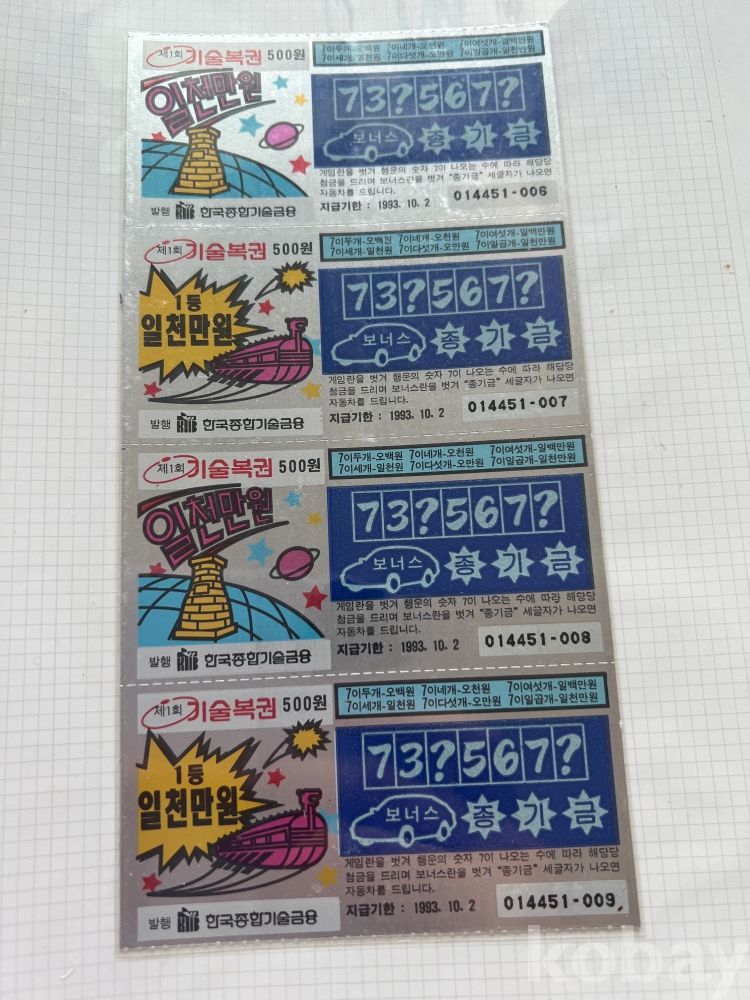 제1회 기술복권 500원
7이두개-오백원 7이네개-오천원 7이여섯개-일백만원
7이세개-일천원 7이다섯개-오만원 7이일곱개-일천만원
일천만원
73?567?
보너스 종 기 금
게임란을 벗겨 행운의 숫자 7이 나오는 수에 따라 해당당
첨금을 드리며 보너스란을 벗겨 "종기금" 세글자가 나오면
자동차를 드립니다.
지급기한 : 1993. 10. 2
014451-006
발행 한국종합기술금융
제1회 기술복권 500원
7이두개-오백원 7이네개-오천원 7이여섯개-일백만원
7이세개-일천원 7이다섯개-오만원 7이일곱개-일천만원
1등
일천만원
73?567?
보너스 종 기 금
게임란을 벗겨 행운의 숫자 7이 나오는 수에 따라 해당당
첨금을 드리며 보너스란을 벗겨 "종기금" 세글자가 나오면
자동차를 드립니다.
지급기한 : 1993. 10. 2
014451-007
발행 한국종합기술금융
제1회 기술복권 500원
7이두개-오백원 7이네개-오천원 7이여섯개-일백만원
7이세개-일천원 7이다섯개-오만원 7이일곱개-일천만원
일천만원
73?567?
보너스 종 기 금
게임란을 벗겨 행운의 숫자 7이 나오는 수에 따라 해당당
첨금을 드리며 보너스란을 벗겨 "종기금" 세글자가 나오면
자동차를 드립니다.
지급기한 : 1993. 10. 2
014451-008
발행 한국종합기술금융
제1회 기술복권 500원
7이두개-오백원 7이네개-오천원 7이여섯개-일백만원
7이세개-일천원 7이다섯개-오만원 7이일곱개-일천만원
1등
일천만원
73?567?
보너스 종 기 금
게임란을 벗겨 행운의 숫자 7이 나오는 수에 따라 해당당
첨금을 드리며 보너스란을 벗겨 "종기금" 세글자가 나오면
자동차를 드립니다.
지급기한 : 1993. 10. 2
014451-009
발행 한국종합기술금융
kobay